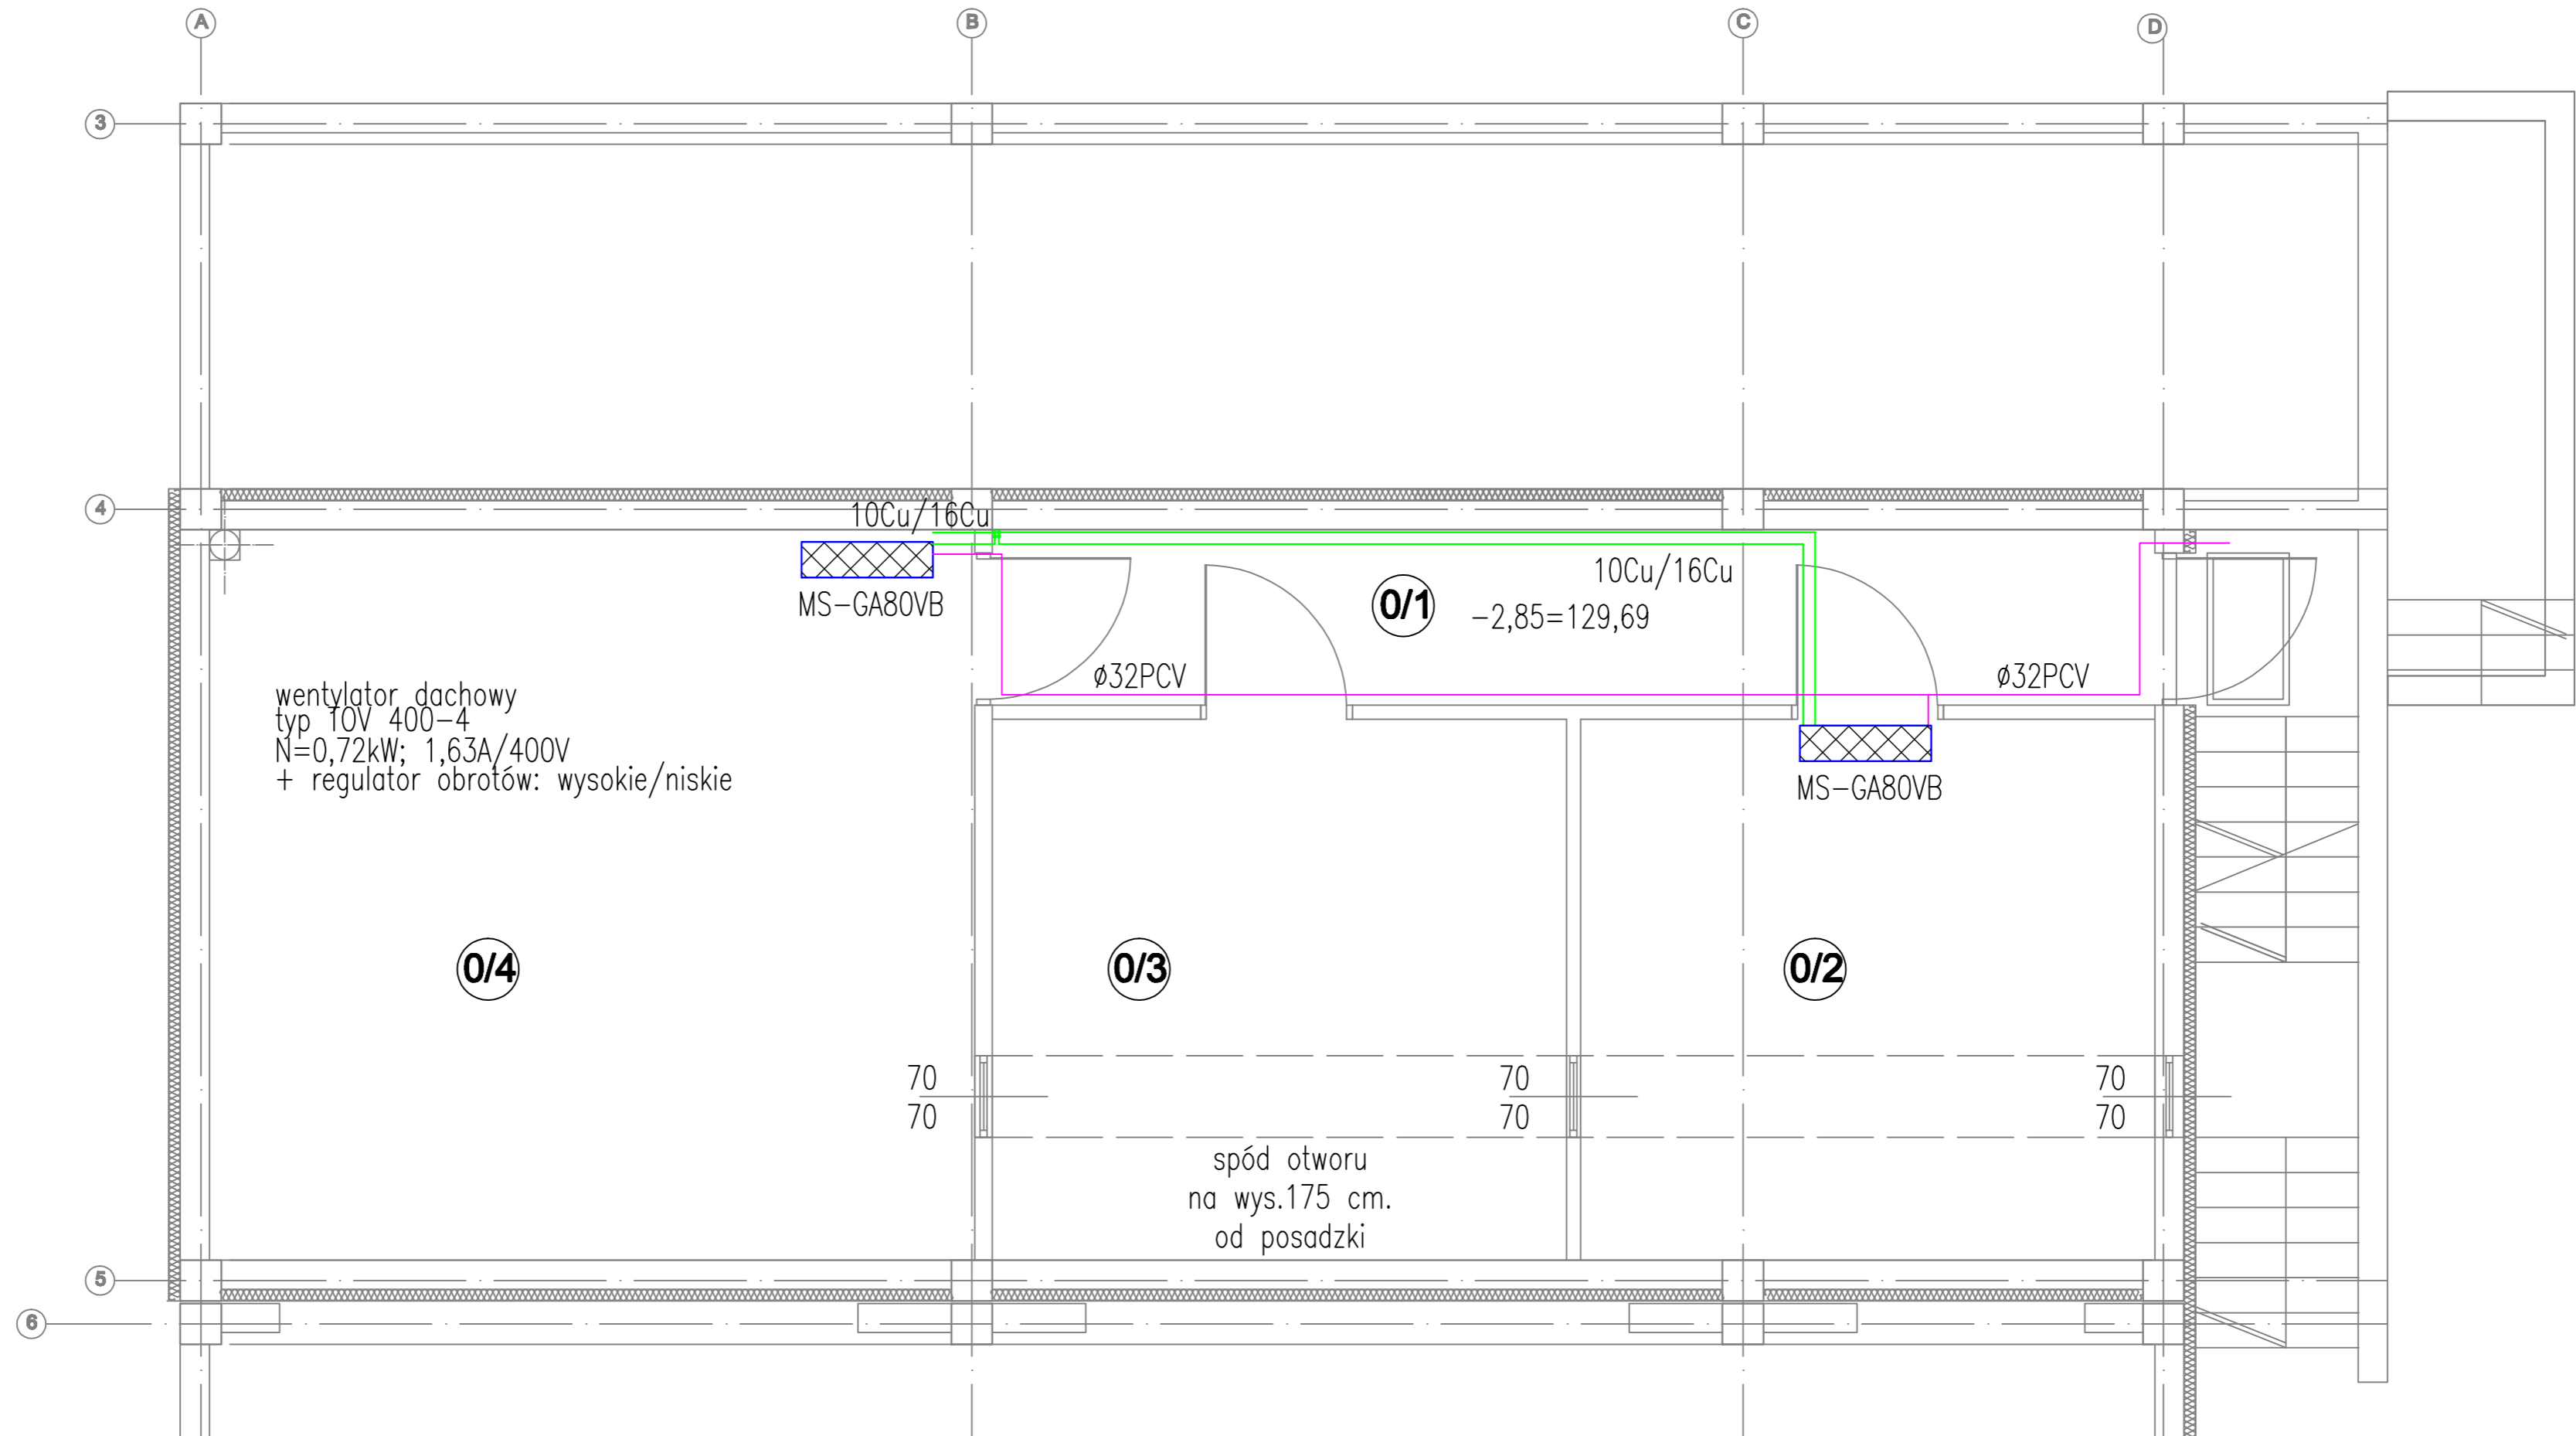 A
B
C
D
3
4
10Cu/16Cu
10Cu/16Cu
MS-GA80VB
0/1
-2,85=129,69
ø32PCV
ø32PCV
wentylator dachowy
typ TOV 400-4
N=0,72kW; 1,63A/400V
+ regulator obrotów: wysokie/niskie
MS-GA80VB
0/4
0/3
0/2
70
70
70
70
70
70
spód otworu
na wys.175 cm.
od posadzki
5
6